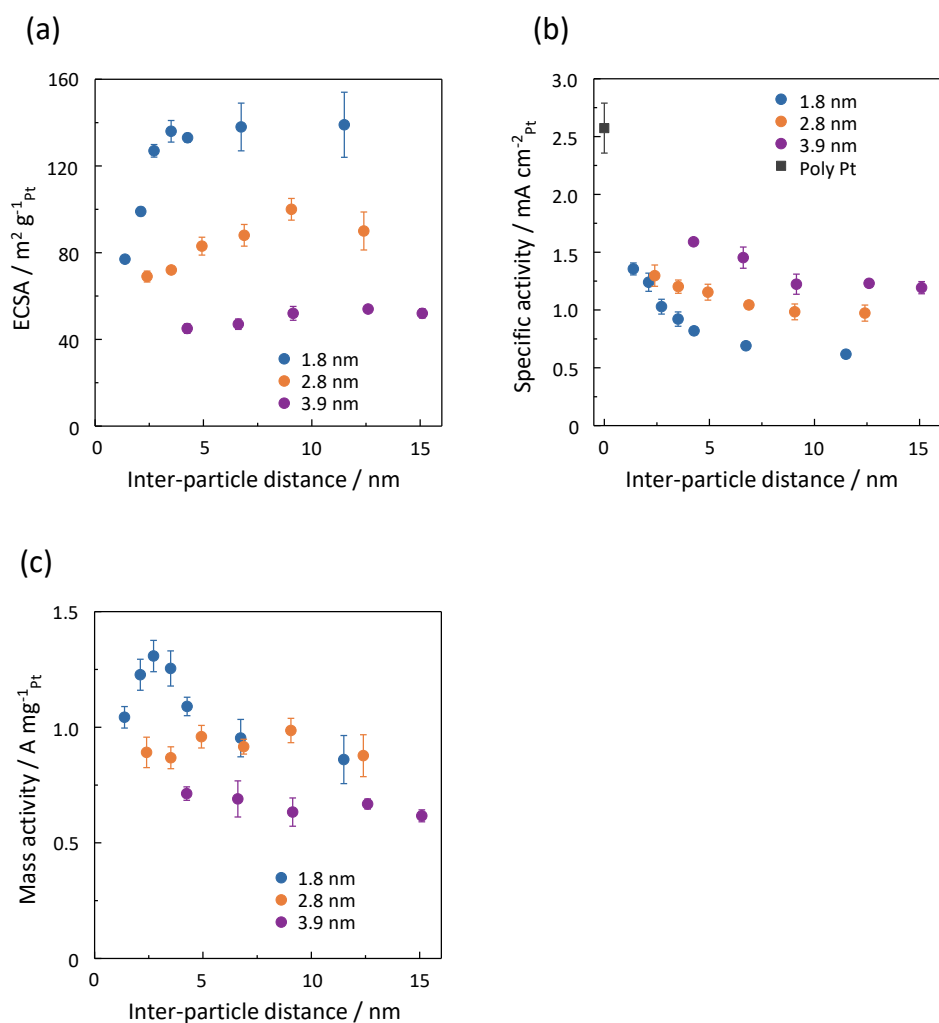 (a)
160
120
80
40
0
ECSA / m² g⁻¹Pt
1.8 nm
2.8 nm
3.9 nm
0 5 10 15
Inter-particle distance / nm
(b)
3.0
2.5
2.0
1.5
1.0
0.5
0
Specific activity / mA cm⁻²Pt
1.8 nm
2.8 nm
3.9 nm
Poly Pt
0 5 10 15
Inter-particle distance / nm
(c)
1.5
1.0
0.5
0
Mass activity / A mg⁻¹Pt
1.8 nm
2.8 nm
3.9 nm
0 5 10 15
Inter-particle distance / nm